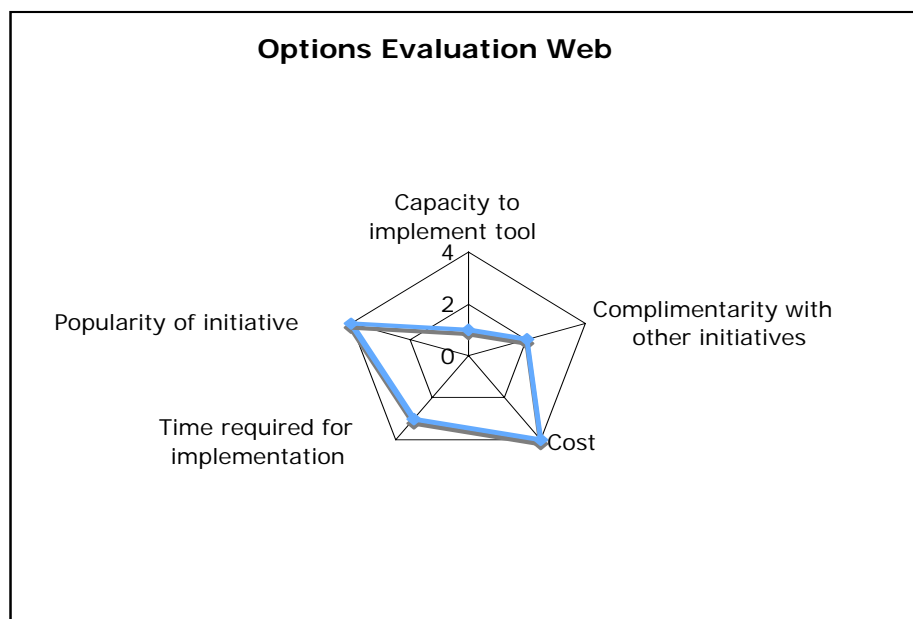 Options Evaluation Web
Capacity to
implement tool
4
2
0
Complimentarity with
other initiatives
Popularity of initiative
Time required for
implementation
Cost